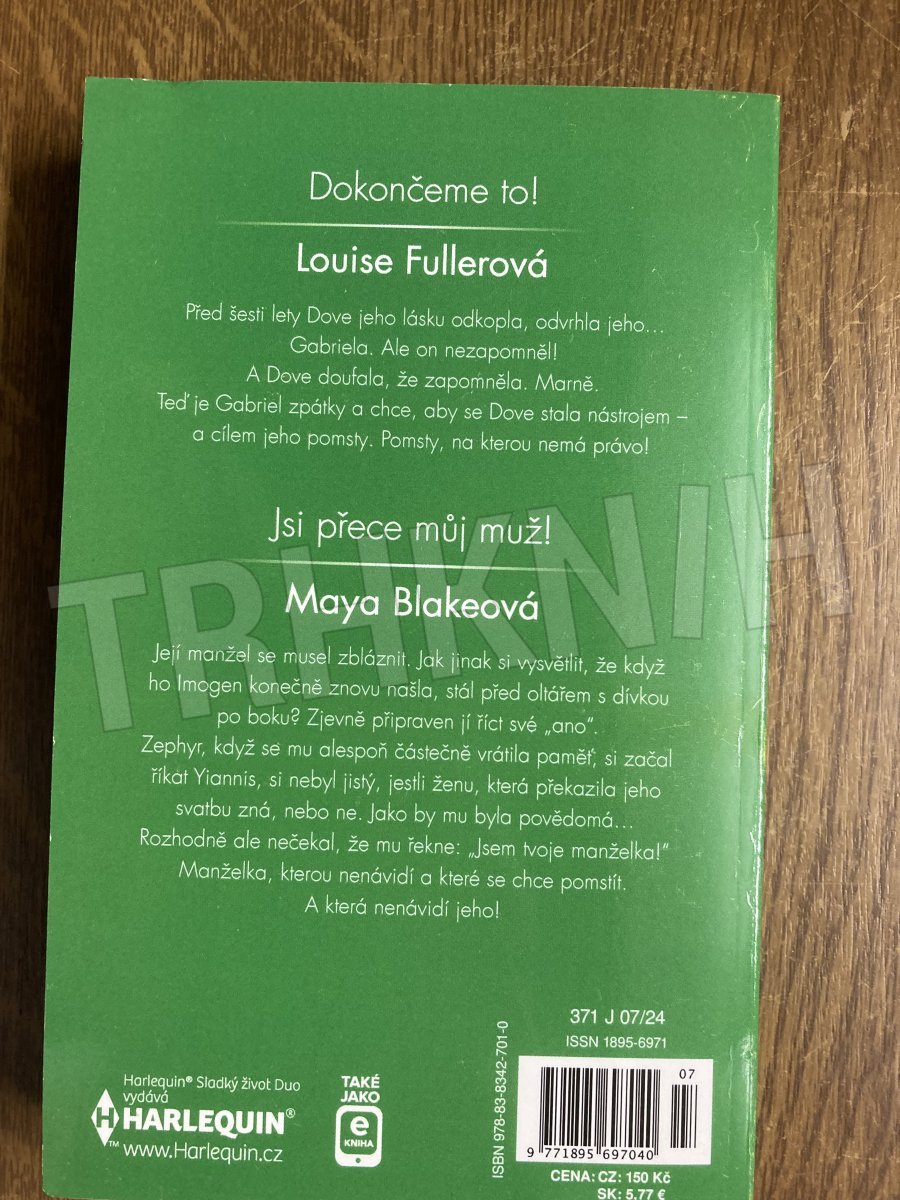 Dokončeme to!
Louise Fullerová
Před šesti lety Dove jeho lásku odkopla, odvrhla jeho…
Gabriela. Ale on nezapomněl!
A Dove doufala, že zapomněla. Marně.
Teď je Gabriel zpátky a chce, aby se Dove stala nástrojem –
a cílem jeho pomsty. Pomsty, na kterou nemá právo!
Jsi přece můj muž!
Maya Blakeová
Její manžel se musel zbláznit. Jak jinak si vysvětlit, že když
ho Imogen konečně znovu našla, stál před oltářem s dívkou
po boku? Zjevně připraven jí říct své „ano“.
Zephyr, když se mu alespoň částečně vrátila paměť, si začal
říkat Yiannis, si nebyl jistý, jestli ženu, která překazila jeho
svatbu zná, nebo ne. Jako by mu byla povědomá…
Rozhodně ale nečekal, že mu řekne: „Jsem tvoje manželka!“
Manželka, kterou nenávidí a které se chce pomstít.
A která nenávidí jeho!
TRHKNIH
Harlequin® Sladký život Duo
vydává
H HARLEQUIN®
™ www.Harlequin.cz
TAKÉ
JAKO
e
KNIHA
ISBN 978-83-8342-701-0
371 J 07/24
ISSN 1895-6971
07
9 771895 697040
CENA: CZ: 150 Kč
SK: 5.77 €